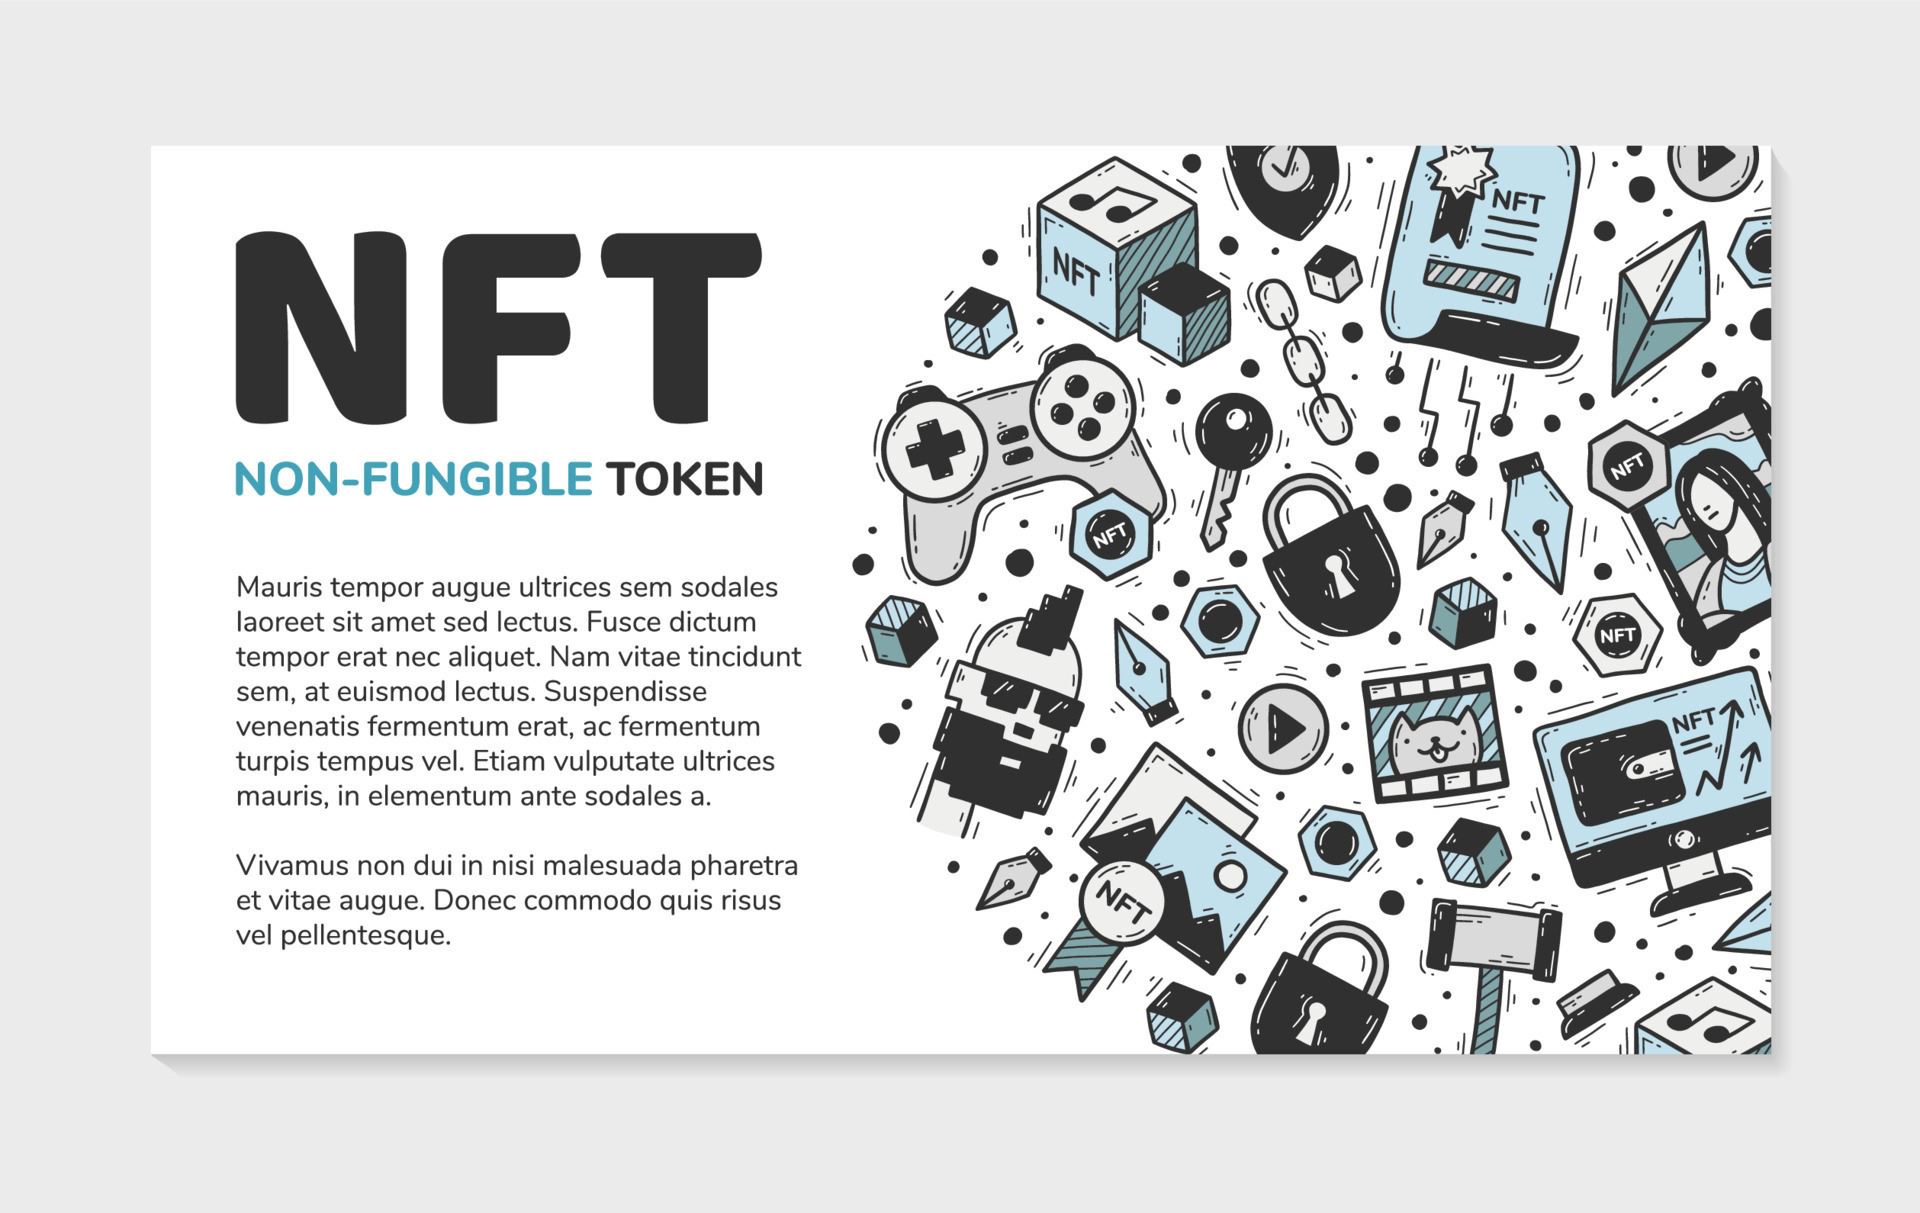 NFT
NON-FUNGIBLE TOKEN
Mauris tempor augue ultrices sem sodales
laoreet sit amet sed lectus. Fusce dictum
tempor erat nec aliquet. Nam vitae tincidunt
sem, at euismod lectus. Suspendisse
venenatis fermentum erat, ac fermentum
turpis tempus vel. Etiam vulputate ultrices
mauris, in elementum ante sodales a.
Vivamus non dui in nisi malesuada pharetra
et vitae augue. Donec commodo quis risus
vel pellentesque.
NFT
NFT
NFT
NFT
NFT
NFT
NFT